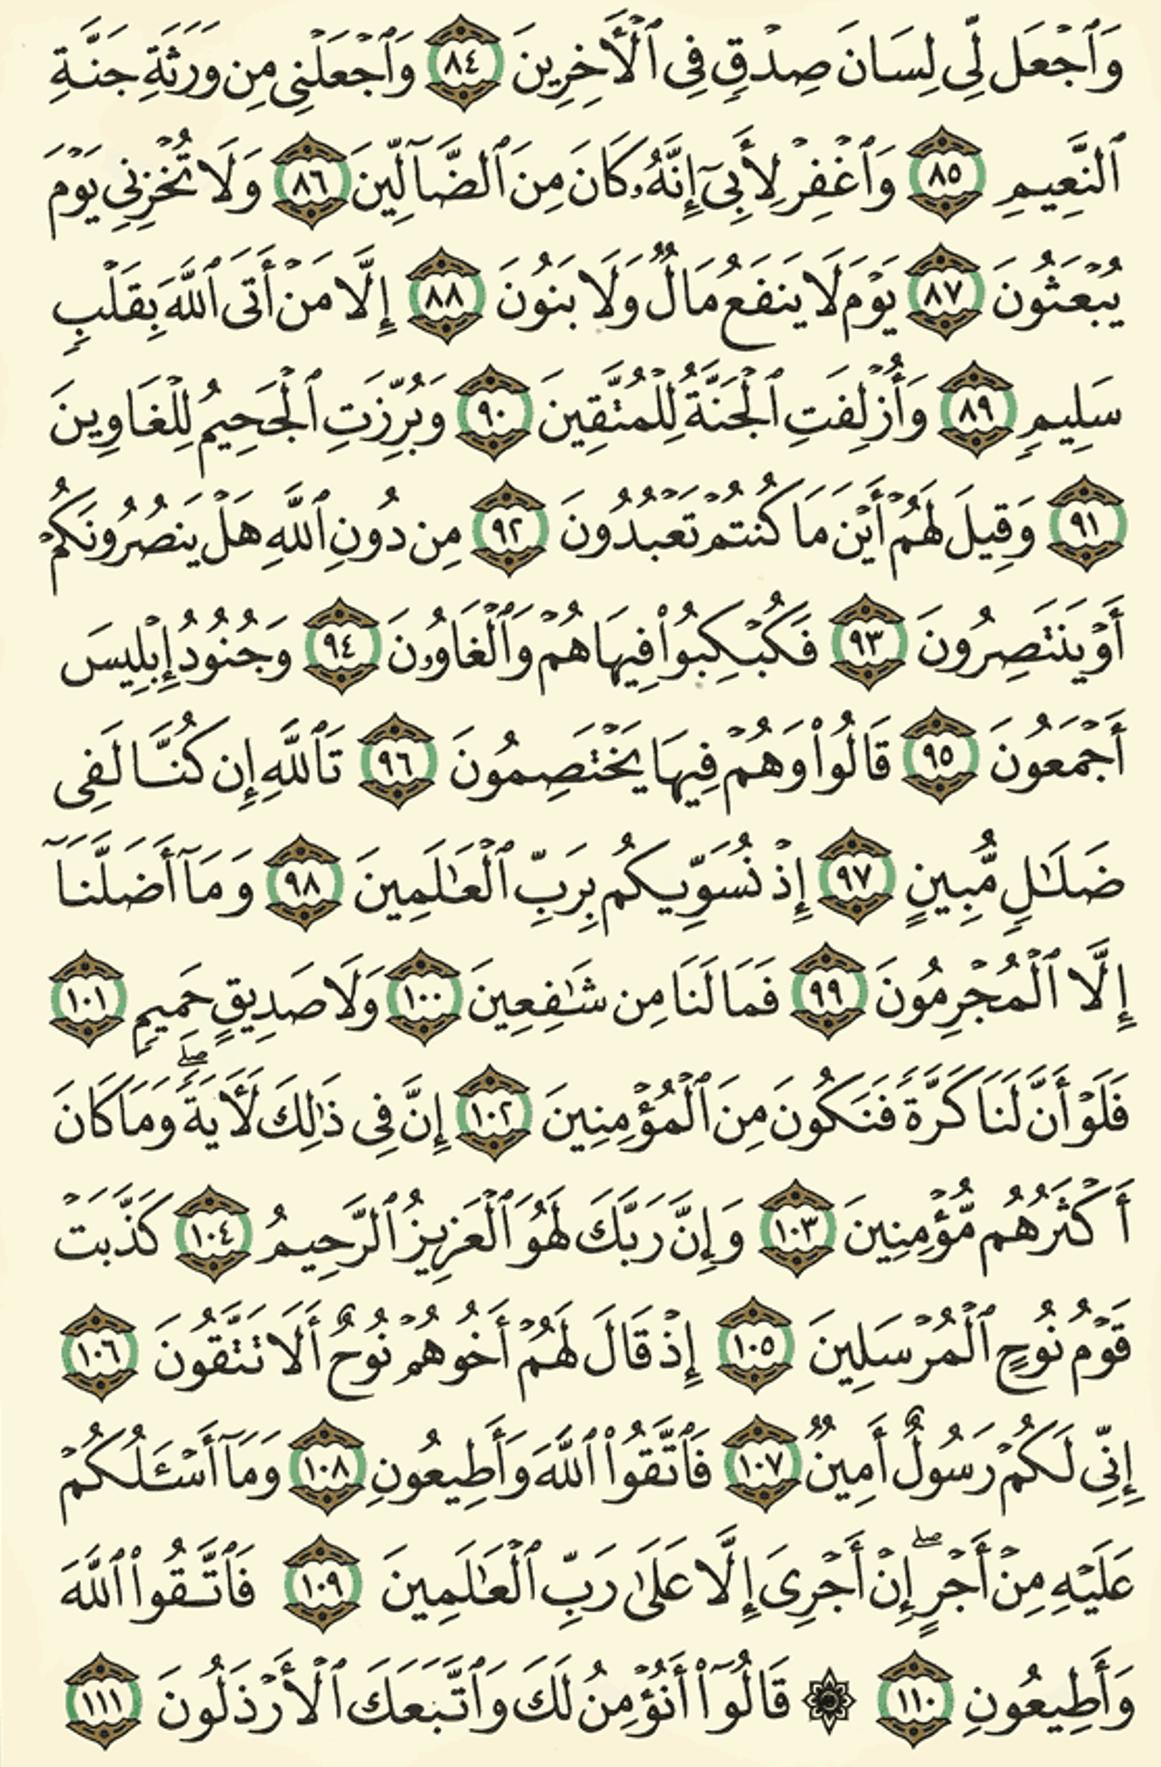 وَٱجْعَل لِّى لِسَانَ صِدْقٍ فِى ٱلْأَخِرِينَ ٨٤ وَٱجْعَلْنِى مِن وَرَثَةِ جَنَّةِ
ٱلنَّعِيمِ ٨٥ وَٱغْفِرْ لِأَبِىٓ إِنَّهُۥ كَانَ مِنَ ٱلضَّآلِّينَ ٨٦ وَلَا تُخْزِنِى يَوْمَ
يُبْعَثُونَ ٨٧ يَوْمَ لَا يَنفَعُ مَالٌ وَلَا بَنُونَ ٨٨ إِلَّا مَنْ أَتَى ٱللَّهَ بِقَلْبٍ
سَلِيمٍ ٨٩ وَأُزْلِفَتِ ٱلْجَنَّةُ لِلْمُتَّقِينَ ٩٠ وَبُرِّزَتِ ٱلْجَحِيمُ لِلْغَاوِينَ
٩١ وَقِيلَ لَهُمْ أَيْنَ مَا كُنتُمْ تَعْبُدُونَ ٩٢ مِن دُونِ ٱللَّهِ هَلْ يَنصُرُونَكُمْ
أَوْ يَنتَصِرُونَ ٩٣ فَكُبْكِبُوا۟ فِيهَا هُمْ وَٱلْغَاوُۥنَ ٩٤ وَجُنُودُ إِبْلِيسَ
أَجْمَعُونَ ٩٥ قَالُوا۟ وَهُمْ فِيهَا يَخْتَصِمُونَ ٩٦ تَٱللَّهِ إِن كُنَّا لَفِى
ضَلَـٰلٍ مُّبِينٍ ٩٧ إِذْ نُسَوِّيكُم بِرَبِّ ٱلْعَـٰلَمِينَ ٩٨ وَمَآ أَضَلَّنَآ
إِلَّا ٱلْمُجْرِمُونَ ٩٩ فَمَا لَنَا مِن شَـٰفِعِينَ ١٠٠ وَلَا صَدِيقٍ حَمِيمٍ ١٠١
فَلَوْ أَنَّ لَنَا كَرَّةً فَنَكُونَ مِنَ ٱلْمُؤْمِنِينَ ١٠٢ إِنَّ فِى ذَٰلِكَ لَأَيَةً ۖ وَمَا كَانَ
أَكْثَرُهُم مُّؤْمِنِينَ ١٠٣ وَإِنَّ رَبَّكَ لَهُوَ ٱلْعَزِيزُ ٱلرَّحِيمُ ١٠٤ كَذَّبَتْ
قَوْمُ نُوحٍ ٱلْمُرْسَلِينَ ١٠٥ إِذْ قَالَ لَهُمْ أَخُوهُمْ نُوحٌ أَلَا تَتَّقُونَ ١٠٦
إِنِّى لَكُمْ رَسُولٌ أَمِينٌ ١٠٧ فَٱتَّقُوا۟ ٱللَّهَ وَأَطِيعُونِ ١٠٨ وَمَآ أَسْـَٔلُكُمْ
عَلَيْهِ مِنْ أَجْرٍ ۖ إِنْ أَجْرِىَ إِلَّا عَلَىٰ رَبِّ ٱلْعَـٰلَمِينَ ١٠٩ فَٱتَّقُوا۟ ٱللَّهَ
وَأَطِيعُونِ ١١٠ ۞ قَالُوٓا۟ أَنُؤْمِنُ لَكَ وَٱتَّبَعَكَ ٱلْأَرْذَلُونَ ١١١